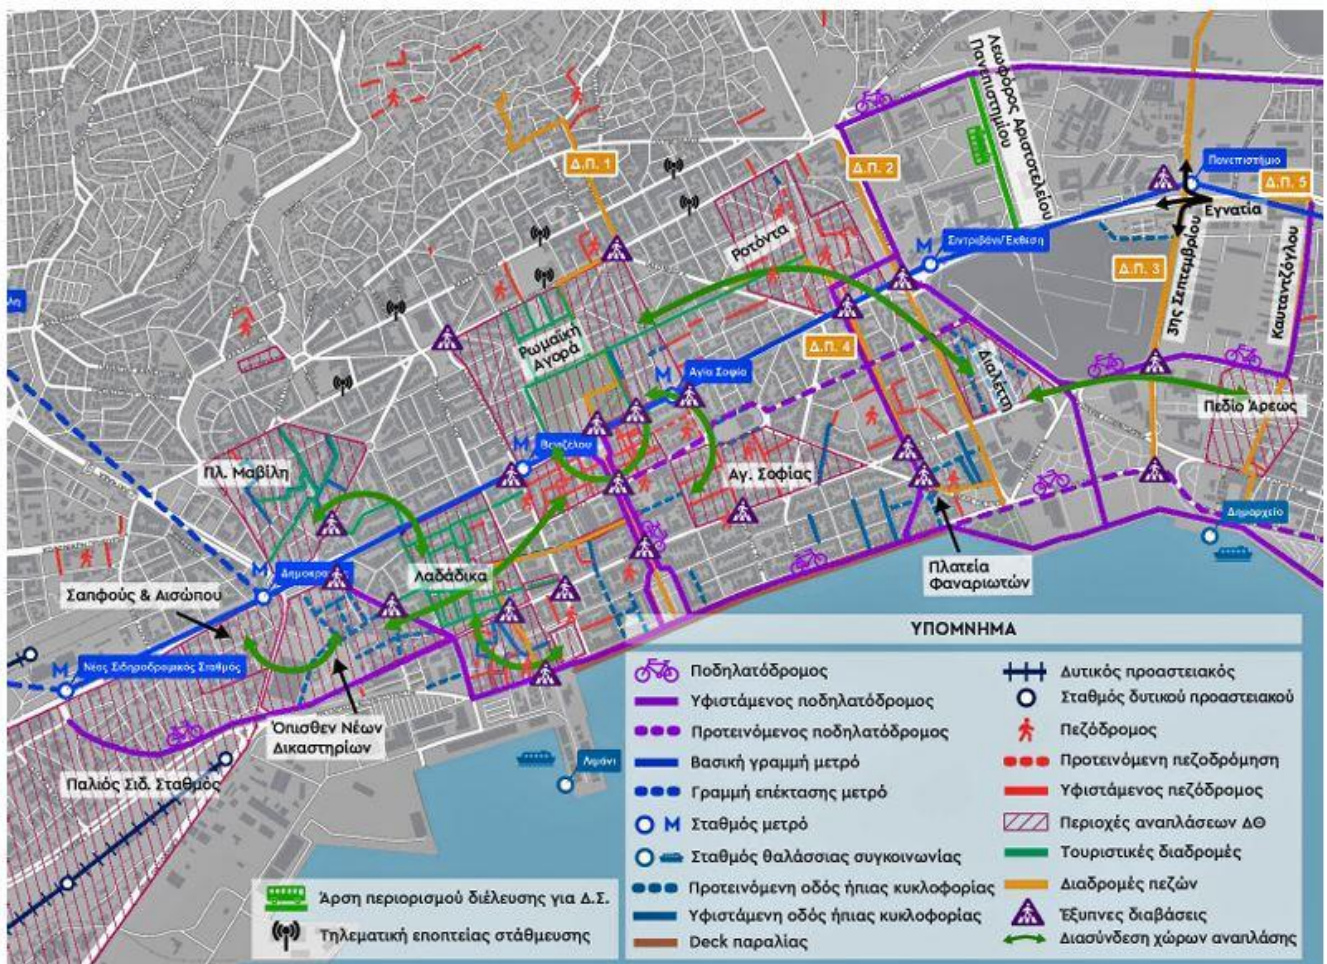 Λεωφόρος Αριστοτελείου
Πανεπιστημίου
Δ.Π. 1
Δ.Π. 2
Πανεπιστήμιο
Δ.Π. 5
Εγνατία
Ροτόντα
Σιντριβάνι/Έκθεση
Δ.Π. 3
3ης Σεπτεμβρίου
Καυταντζόγλου
Ρωμαϊκή
Αγορά
Δ.Π. 4
Αγία Σοφία
Διαλέττη
Πεδίο Άρεως
Βενιζέλου
Πλ. Μαβίλη
Αγ. Σοφίας
Δημαρχείο
Λαδάδικα
Πλατεία
Φαναριωτών
Σαπφούς & Αισώπου
Νέος Σιδηροδρομικός Σταθμός
Όπισθεν Νέων
Δικαστηρίων
Παλιός Σιδ. Σταθμός
Λιμάνι
M
M
M
M
M
ΥΠΟΜΝΗΜΑ
Ποδηλατόδρομος
Υφιστάμενος ποδηλατόδρομος
Προτεινόμενος ποδηλατόδρομος
Βασική γραμμή μετρό
Γραμμή επέκτασης μετρό
M Σταθμός μετρό
Σταθμός θαλάσσιας συγκοινωνίας
Προτεινόμενη οδός ήπιας κυκλοφορίας
Υφιστάμενη οδός ήπιας κυκλοφορίας
Deck παραλίας
Δυτικός προαστειακός
Σταθμός δυτικού προαστειακού
Πεζόδρομος
Προτεινόμενη πεζοδρόμηση
Υφιστάμενος πεζόδρομος
Περιοχές αναπλάσεων ΔΘ
Τουριστικές διαδρομές
Διαδρομές πεζών
Έξυπνες διαβάσεις
Διασύνδεση χώρων ανάπλασης
Άρση περιορισμού διέλευσης για Δ.Σ.
Τηλεματική εποπτείας στάθμευσης